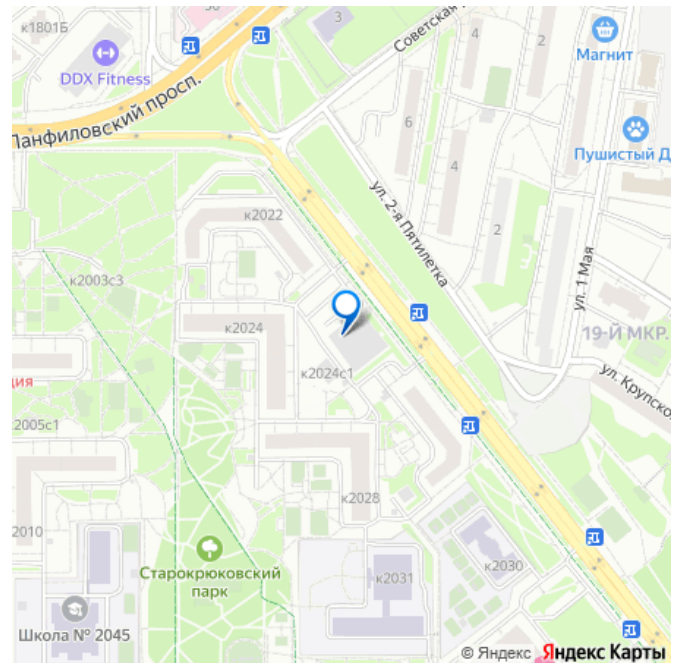 к1801Б
3
4
2
Советская
Магнит
DDX Fitness
Панфиловский просп.
6
4
Пушистый Д
ул. 2-я Пятилетка
к2022
2
ул. 1 Мая
к2003с3
к2024
19-Й МКР.
к2024с1
ция
ул. Крупско
2005с1
к2028
2010
Старокрюковский
парк
к2031
к2030
Школа № 2045
© Яндекс Яндекс Карты